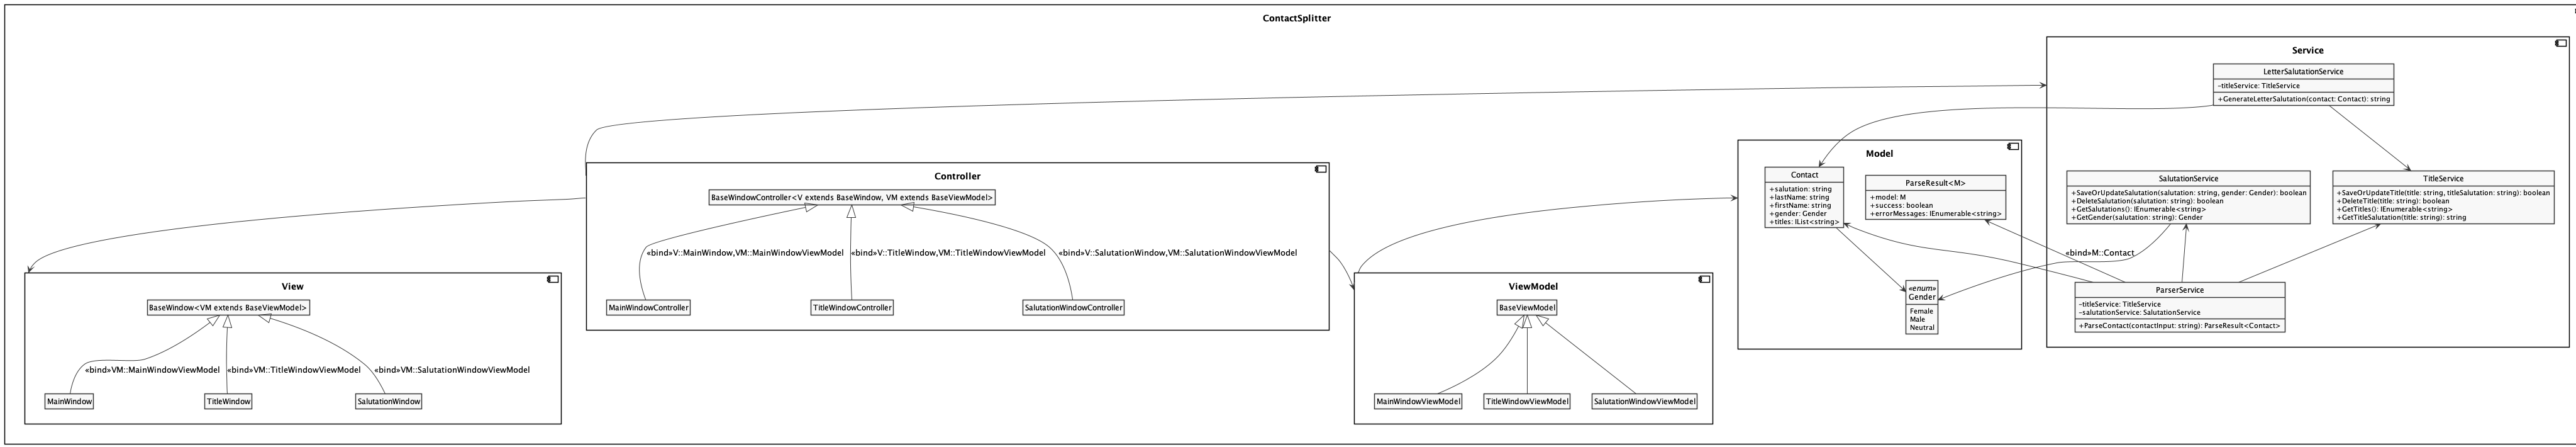 ContactSplitter
Service
LetterSalutationService
-titleService: TitleService
+GenerateLetterSalutation(contact: Contact): string
SalutationService
+SaveOrUpdateSalutation(salutation: string, gender: Gender): boolean
+DeleteSalutation(salutation: string): boolean
+GetSalutations(): IEnumerable<string>
+GetGender(salutation: string): Gender
TitleService
+SaveOrUpdateTitle(title: string, titleSalutation: string): boolean
+DeleteTitle(title: string): boolean
+GetTitles(): IEnumerable<string>
+GetTitleSalutation(title: string): string
«bind»M::Contact
ParserService
-titleService: TitleService
-salutationService: SalutationService
+ParseContact(contactInput: string): ParseResult<Contact>
Model
Contact
+salutation: string
+lastName: string
+firstName: string
+gender: Gender
+titles: IList<string>
ParseResult<M>
+model: M
+success: boolean
+errorMessages: IEnumerable<string>
«enum»
Gender
Female
Male
Neutral
Controller
BaseWindowController<V extends BaseWindow, VM extends BaseViewModel>
«bind»V::MainWindow,VM::MainWindowViewModel
«bind»V::TitleWindow,VM::TitleWindowViewModel
«bind»V::SalutationWindow,VM::SalutationWindowViewModel
MainWindowController
TitleWindowController
SalutationWindowController
View
BaseWindow<VM extends BaseViewModel>
«bind»VM::MainWindowViewModel
«bind»VM::TitleWindowViewModel
«bind»VM::SalutationWindowViewModel
MainWindow
TitleWindow
SalutationWindow
ViewModel
BaseViewModel
MainWindowViewModel
TitleWindowViewModel
SalutationWindowViewModel